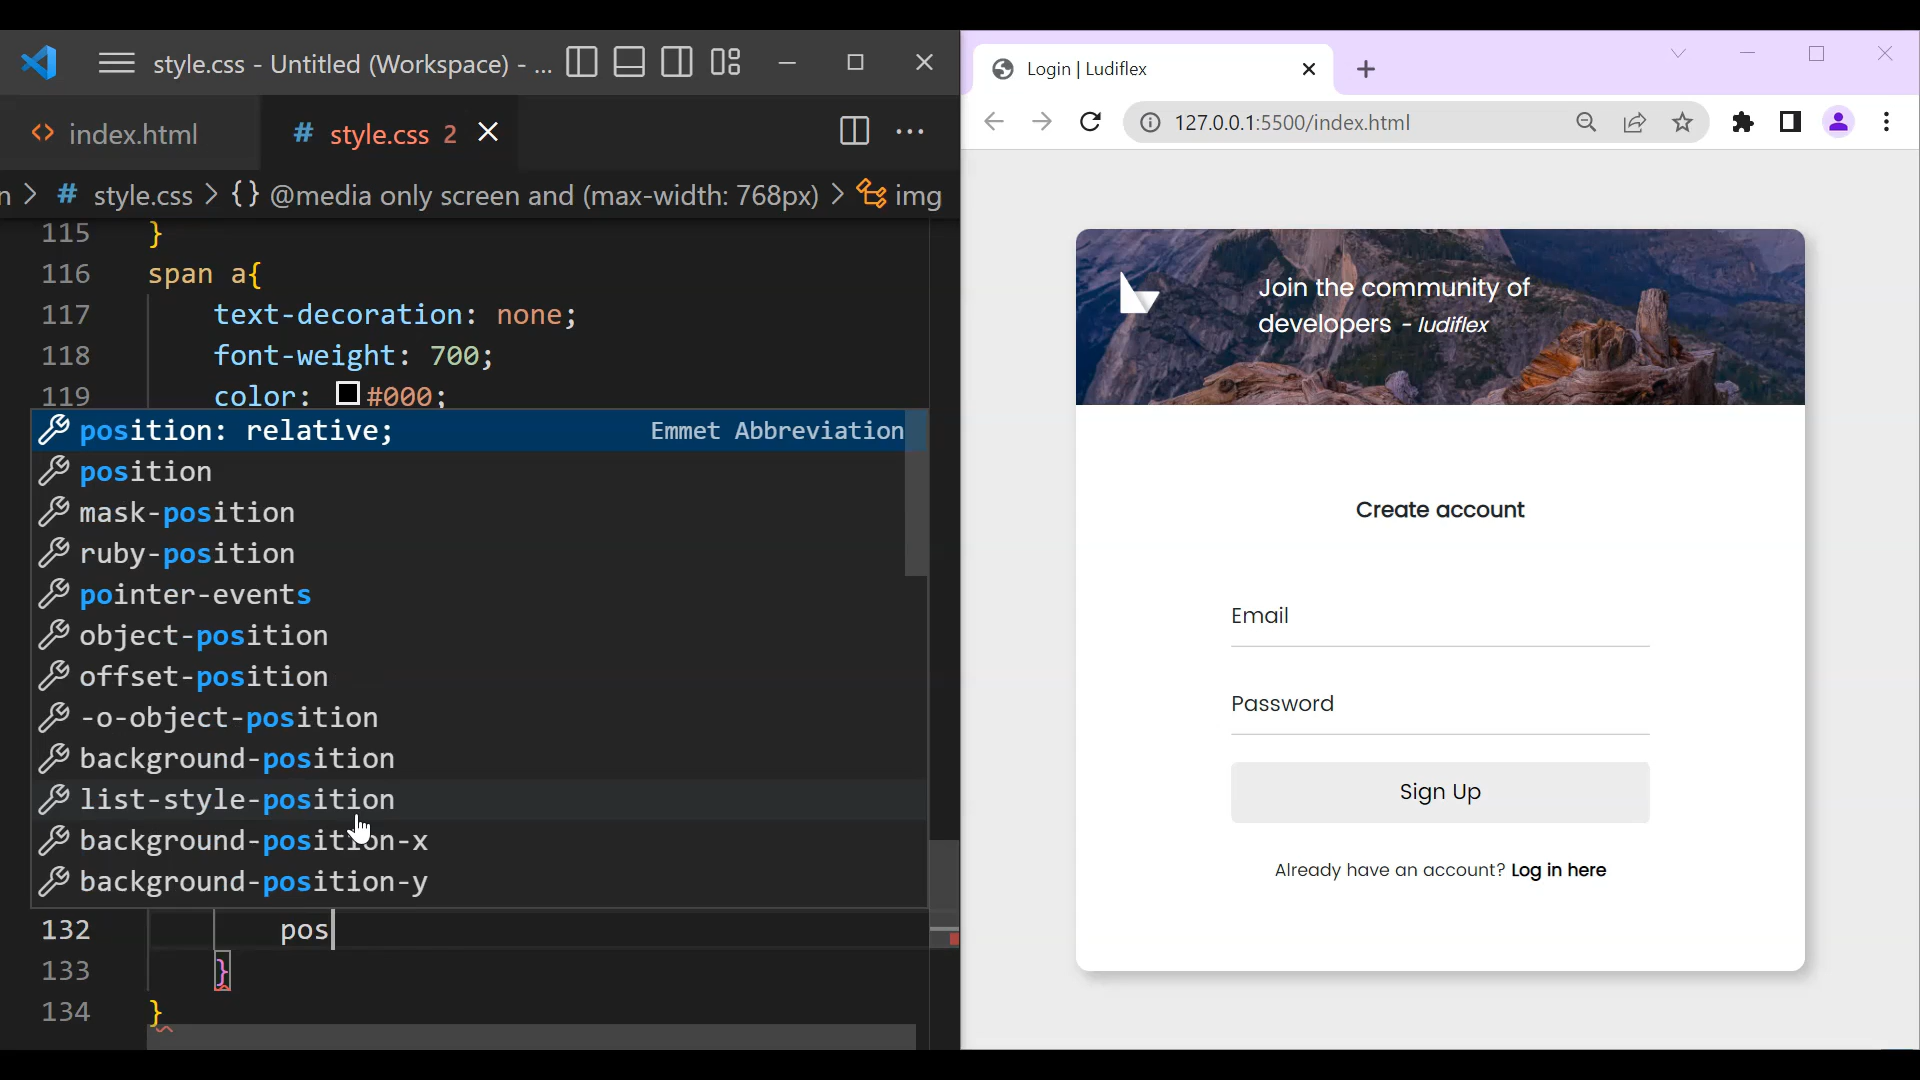 style.css - Untitled (Workspace) - ...
index.html
# style.css 2
n > # style.css > {} @media only screen and (max-width: 768px) > img
115 }
116 span a{
117 text-decoration: none;
118 font-weight: 700;
119 color: #000;
position: relative; Emmet Abbreviation
position
mask-position
ruby-position
pointer-events
object-position
offset-position
-o-object-position
background-position
list-style-position
background-position-x
background-position-y
132 pos
133 }
134 }
Login | Ludiflex
127.0.0.1:5500/index.html
Join the community of
developers - ludiflex
Create account
Email
Password
Sign Up
Already have an account? Log in here